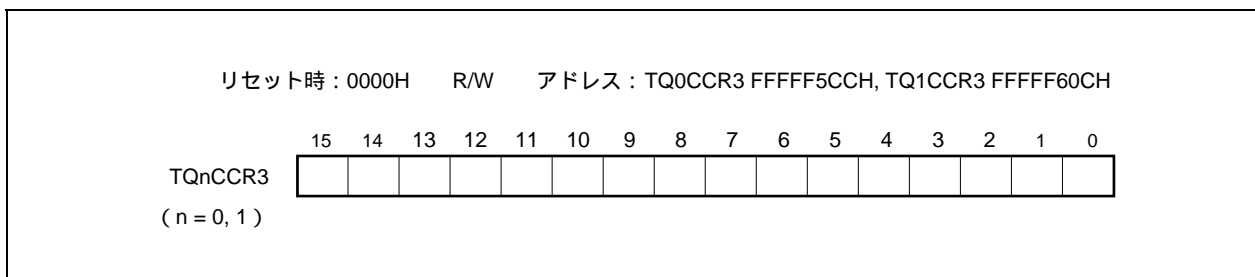 リセット時：0000H　　R/W　　アドレス：TQ0CCR3 FFFFF5CCH, TQ1CCR3 FFFFF60CH
15 14 13 12 11 10 9 8 7 6 5 4 3 2 1 0
TQnCCR3
（n = 0, 1）